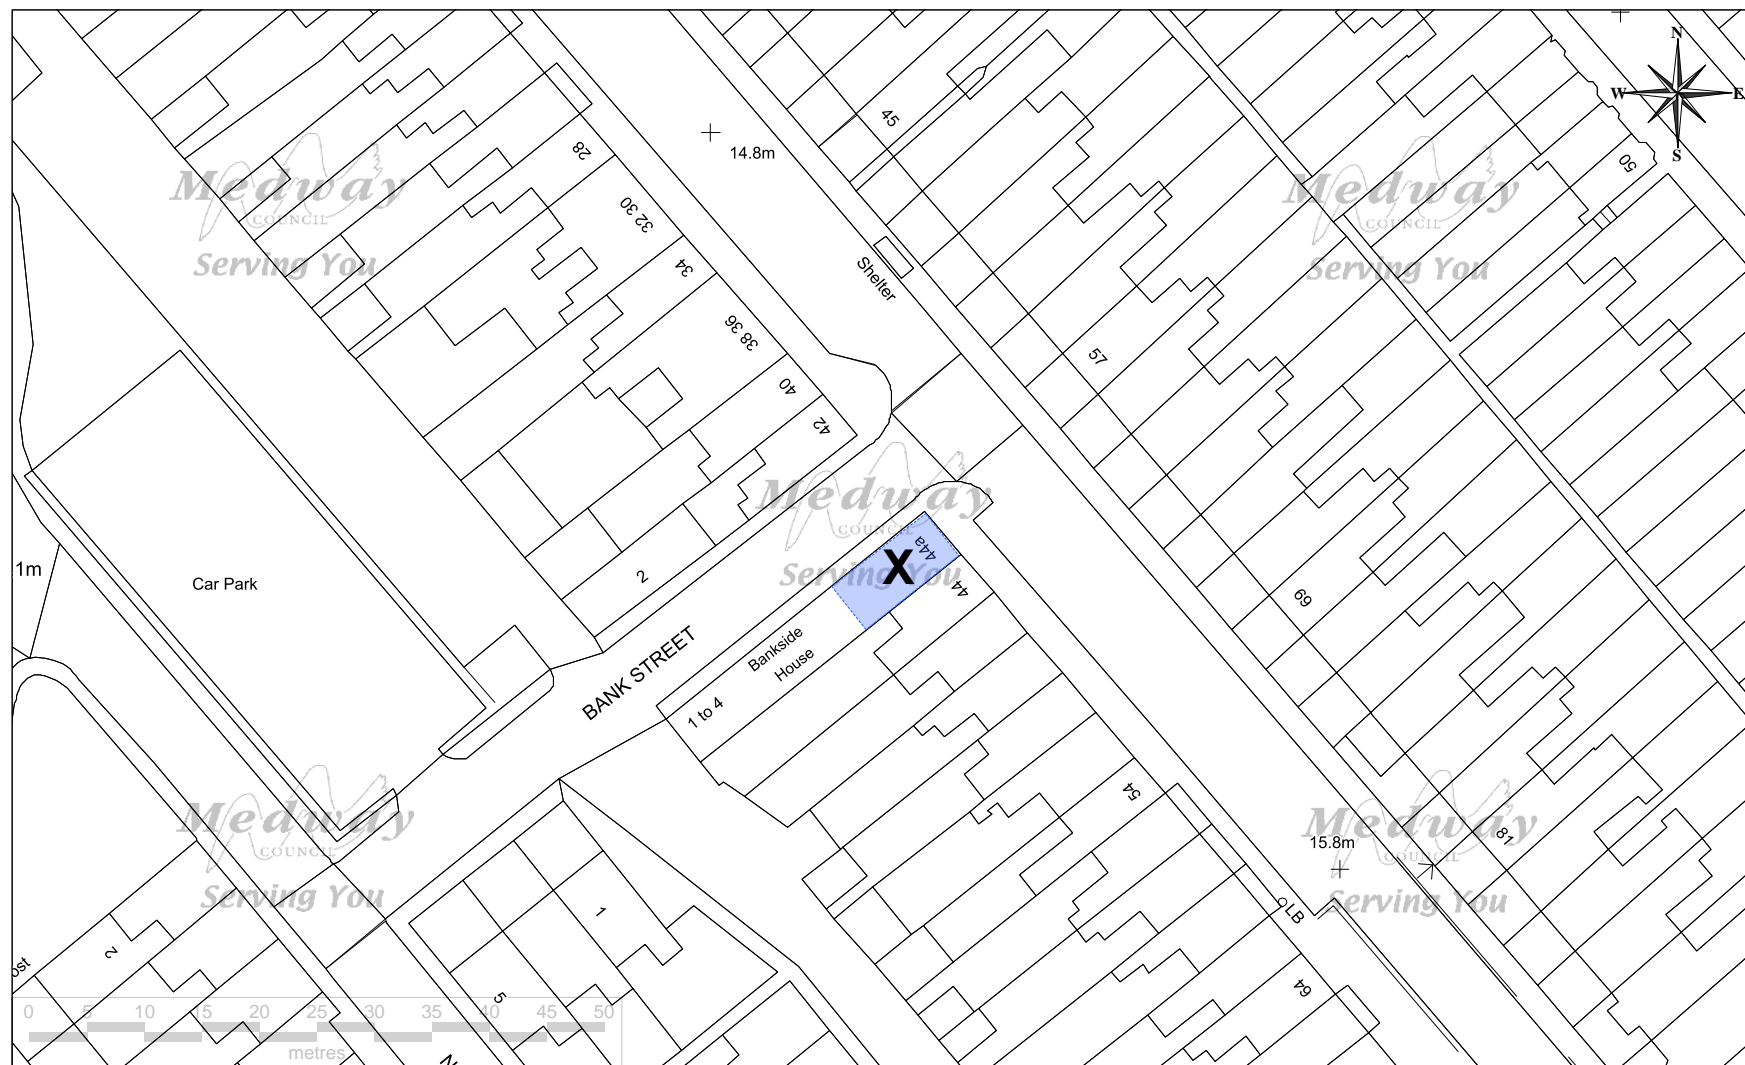 N
W
E
S
45
14.8m
28
50
Medway
COUNCIL
Serving You
Medway
COUNCIL
Serving You
32 30
34
Shelter
38 36
57
40
42
Medway
COUNCIL
Serving You
44a
X
44
1m
Car Park
2
69
BANK STREET
Bankside
House
1 to 4
54
Medway
COUNCIL
Serving You
Medway
COUNCIL
Serving You
15.8m
81
LB
1
2
ost
5
64
0 5 10 15 20 25 30 35 40 45 50
metres
N